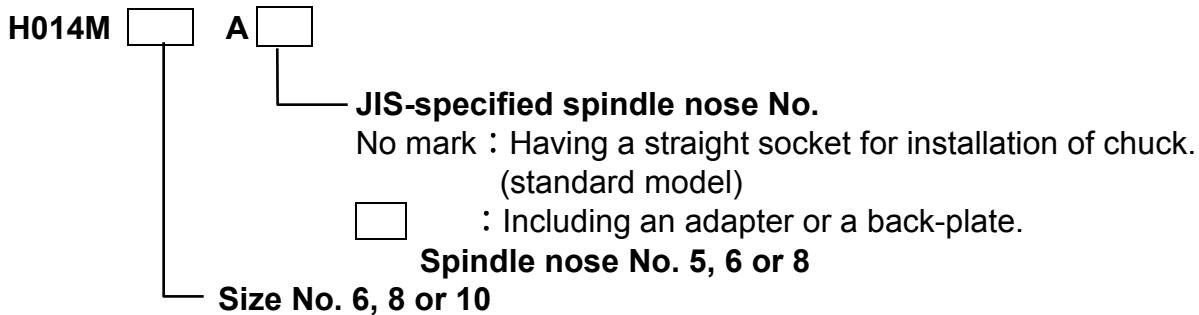 H014M A
JIS-specified spindle nose No.
No mark：Having a straight socket for installation of chuck.
(standard model)
：Including an adapter or a back-plate.
Spindle nose No. 5, 6 or 8
Size No. 6, 8 or 10